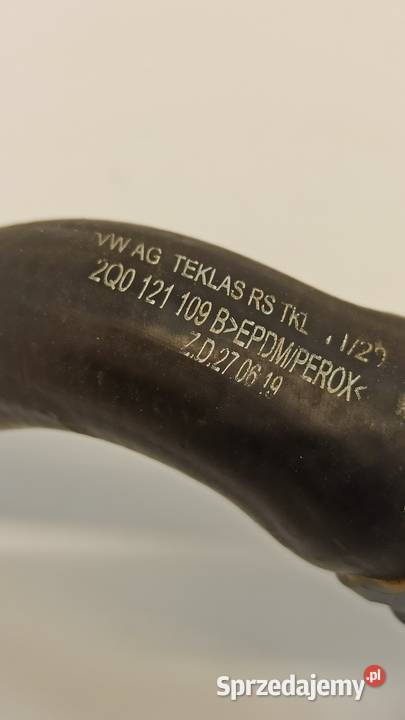 VW AG TEKLAS RS TKL
2Q0 121 109 B>EPDM/PEROX<
Z.D.27 06 19
Sprzedajemy.pl